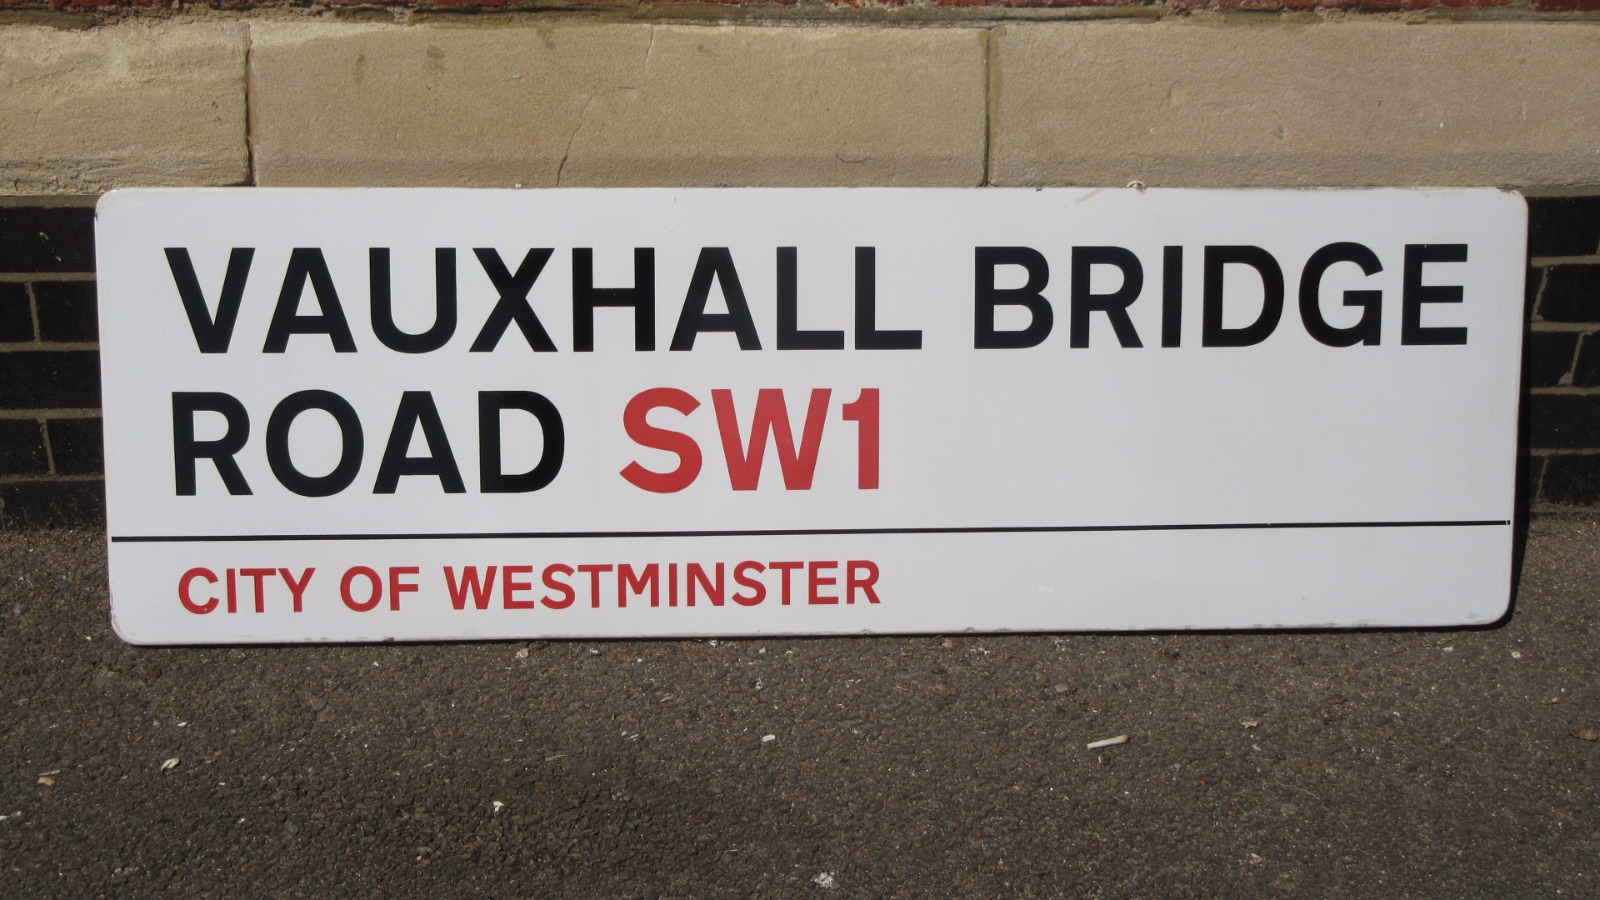 VAUXHALL BRIDGE
ROAD SW1
CITY OF WESTMINSTER